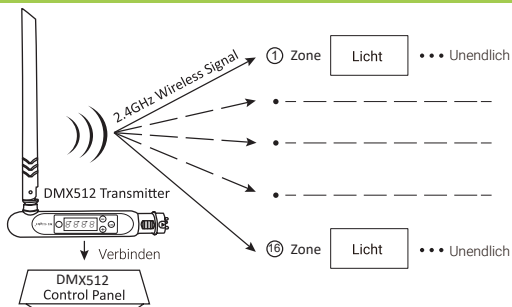 ① Zone Licht ••• Unendlich
2.4GHz Wireless Signal
DMX512 Transmitter
Verbinden
⑯ Zone Licht ••• Unendlich
DMX512
Control Panel